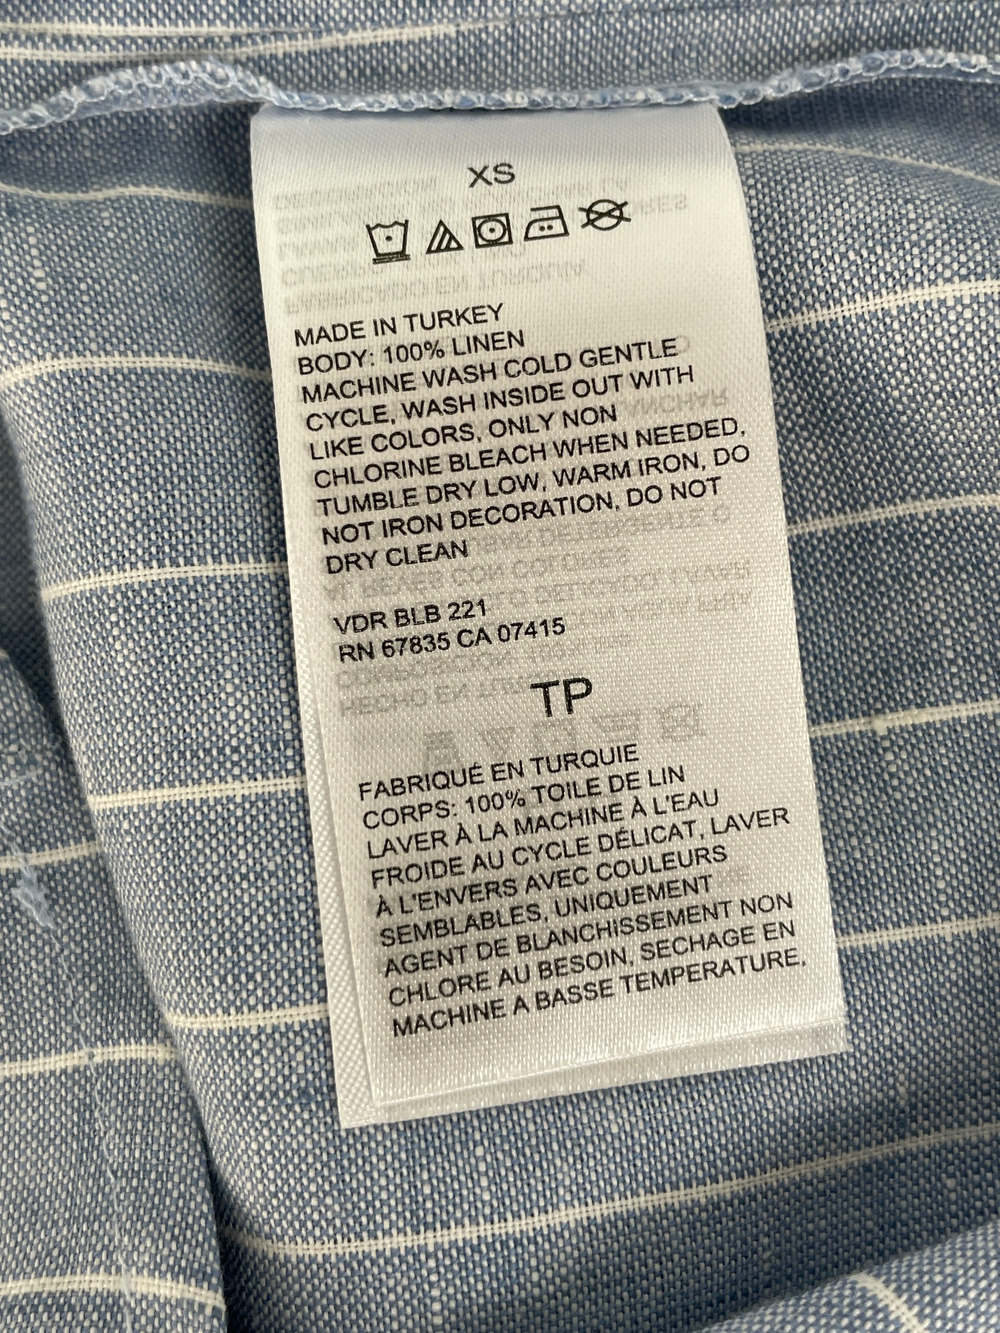 XS
MADE IN TURKEY
BODY: 100% LINEN
MACHINE WASH COLD GENTLE
CYCLE, WASH INSIDE OUT WITH
LIKE COLORS, ONLY NON
CHLORINE BLEACH WHEN NEEDED,
TUMBLE DRY LOW, WARM IRON, DO
NOT IRON DECORATION, DO NOT
DRY CLEAN
VDR BLB 221
RN 67835 CA 07415
TP
FABRIQUÉ EN TURQUIE
CORPS: 100% TOILE DE LIN
LAVER À LA MACHINE À L'EAU
FROIDE AU CYCLE DÉLICAT, LAVER
À L'ENVERS AVEC COULEURS
SEMBLABLES, UNIQUEMENT
AGENT DE BLANCHISSEMENT NON
CHLORE AU BESOIN, SECHAGE EN
MACHINE A BASSE TEMPERATURE,